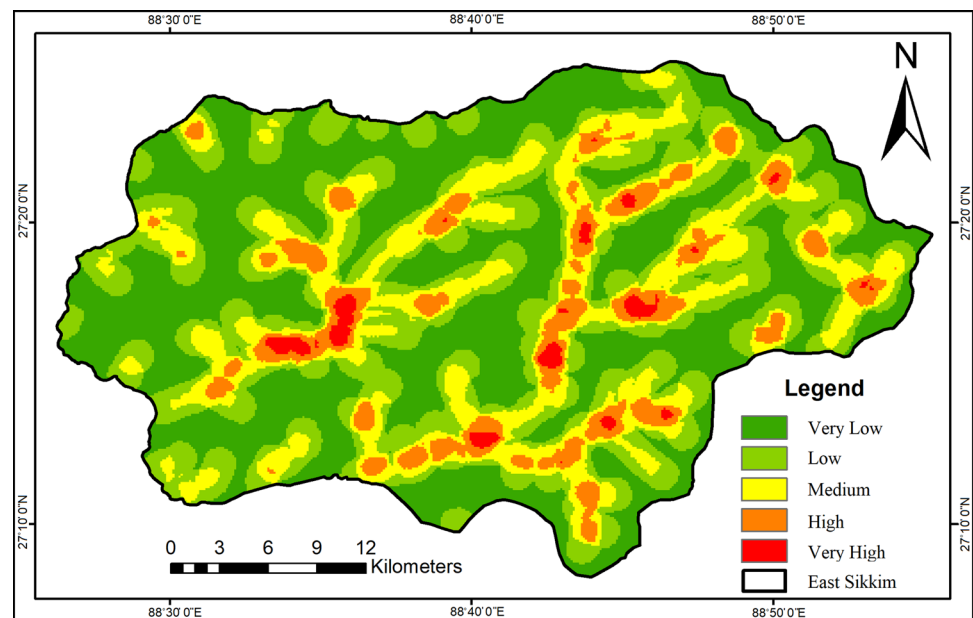 88°30´0"E 88°40´0"E 88°50´0"E
N
27°20´0"N 27°20´0"N
Legend
Very Low
Low
Medium
High
Very High
East Sikkim
27°10´0"N 27°10´0"N
0 3 6 9 12
Kilometers
88°30´0"E 88°40´0"E 88°50´0"E